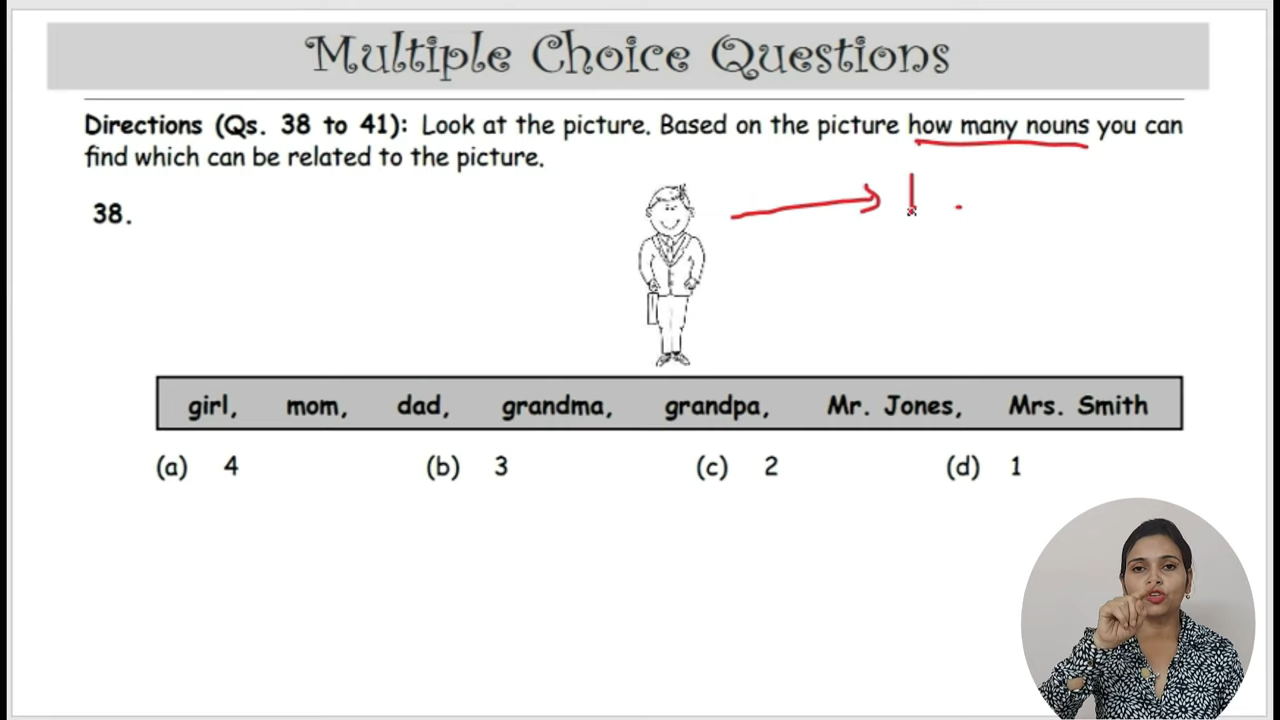 Multiple Choice Questions
Directions (Qs. 38 to 41): Look at the picture. Based on the picture how many nouns you can
find which can be related to the picture.
38.
girl, mom, dad, grandma, grandpa, Mr. Jones, Mrs. Smith
(a) 4 (b) 3 (c) 2 (d) 1